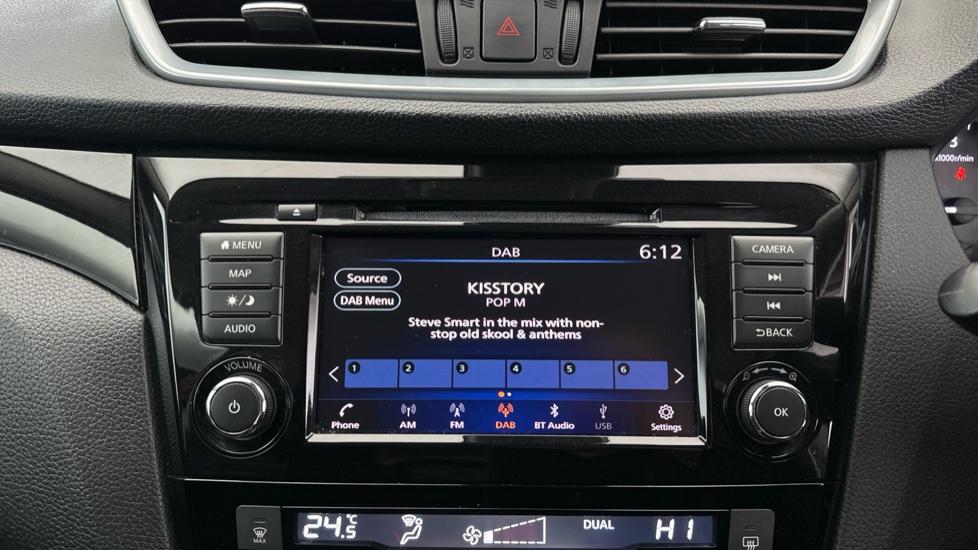 3
x1000r/min
MENU
MAP
AUDIO
VOLUME
DAB
6:12
Source
DAB Menu
KISSTORY
POP M
Steve Smart in the mix with non-
stop old skool & anthems
1 2 3 4 5 6
Phone AM FM DAB BT Audio USB Settings
CAMERA
BACK
OK
MAX
24.5°C
DUAL
HI